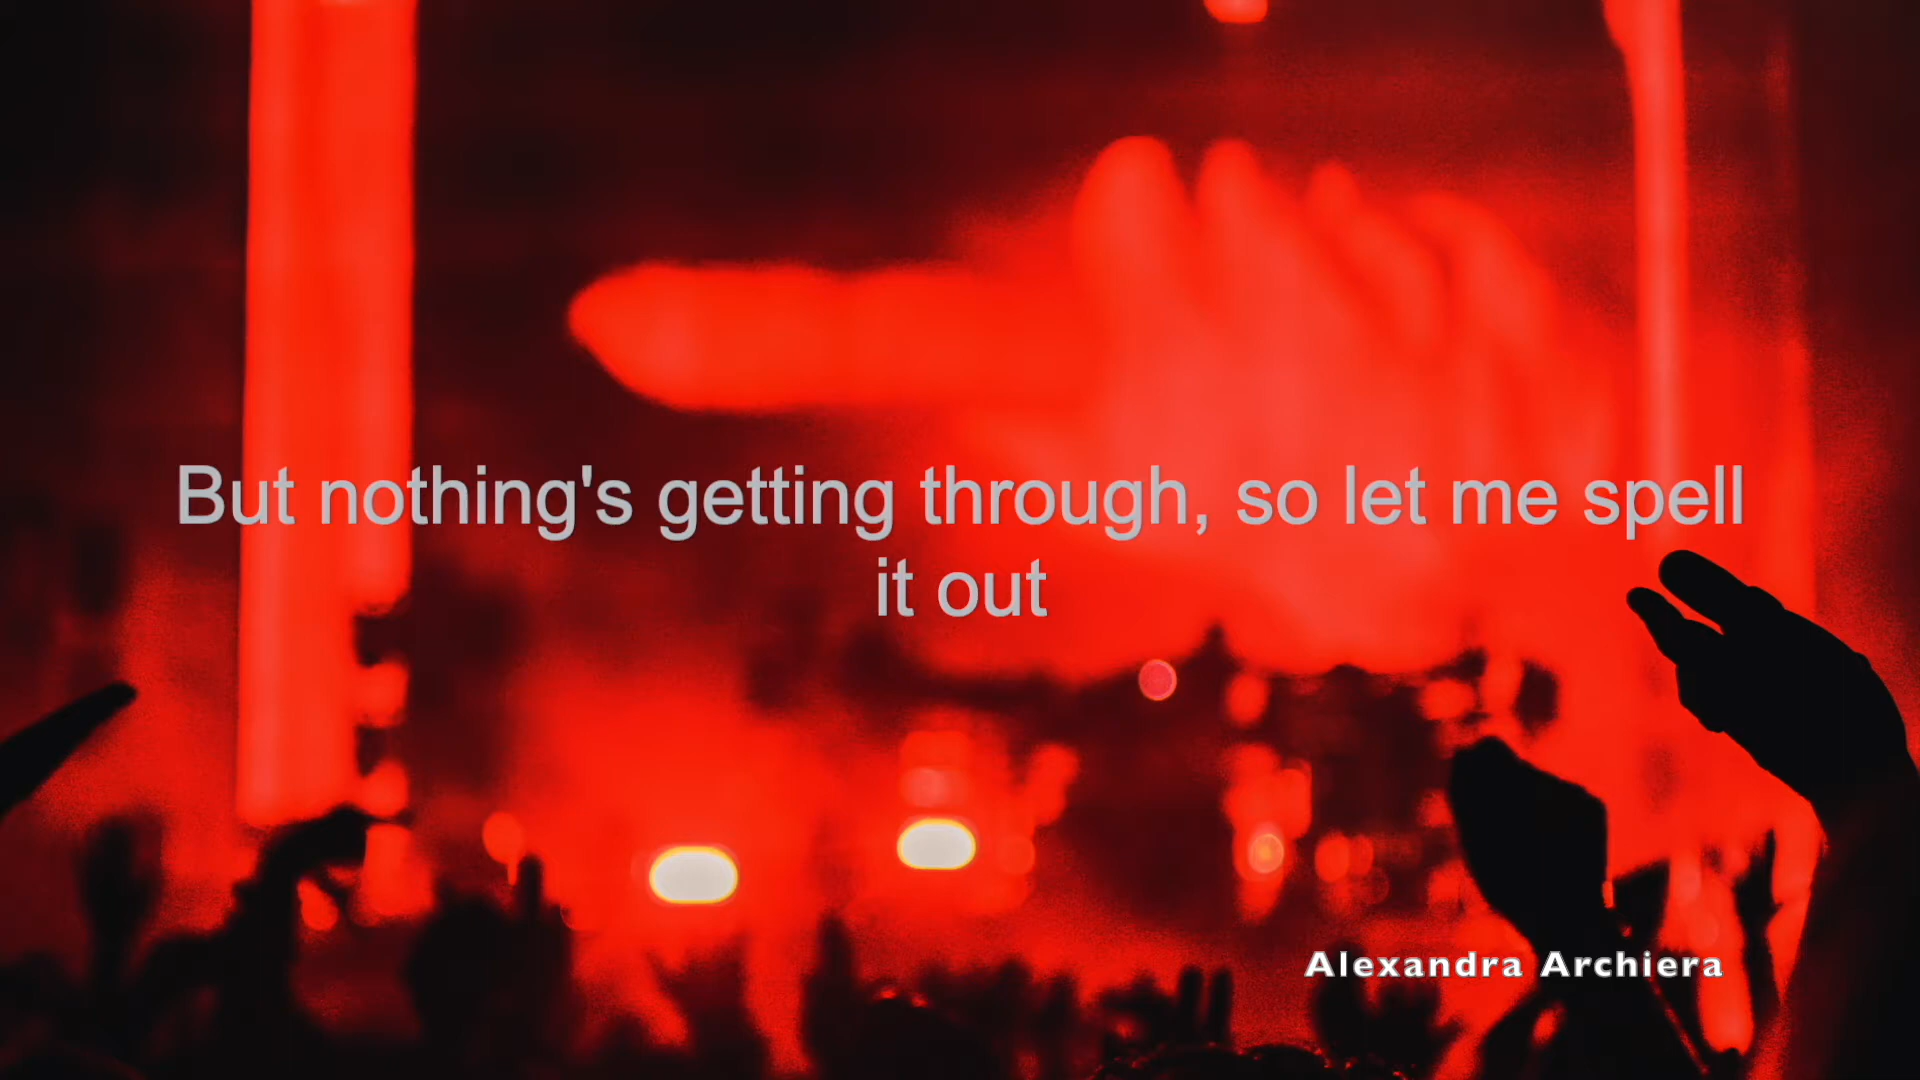 But nothing's getting through, so let me spell
it out
Alexandra Archiera